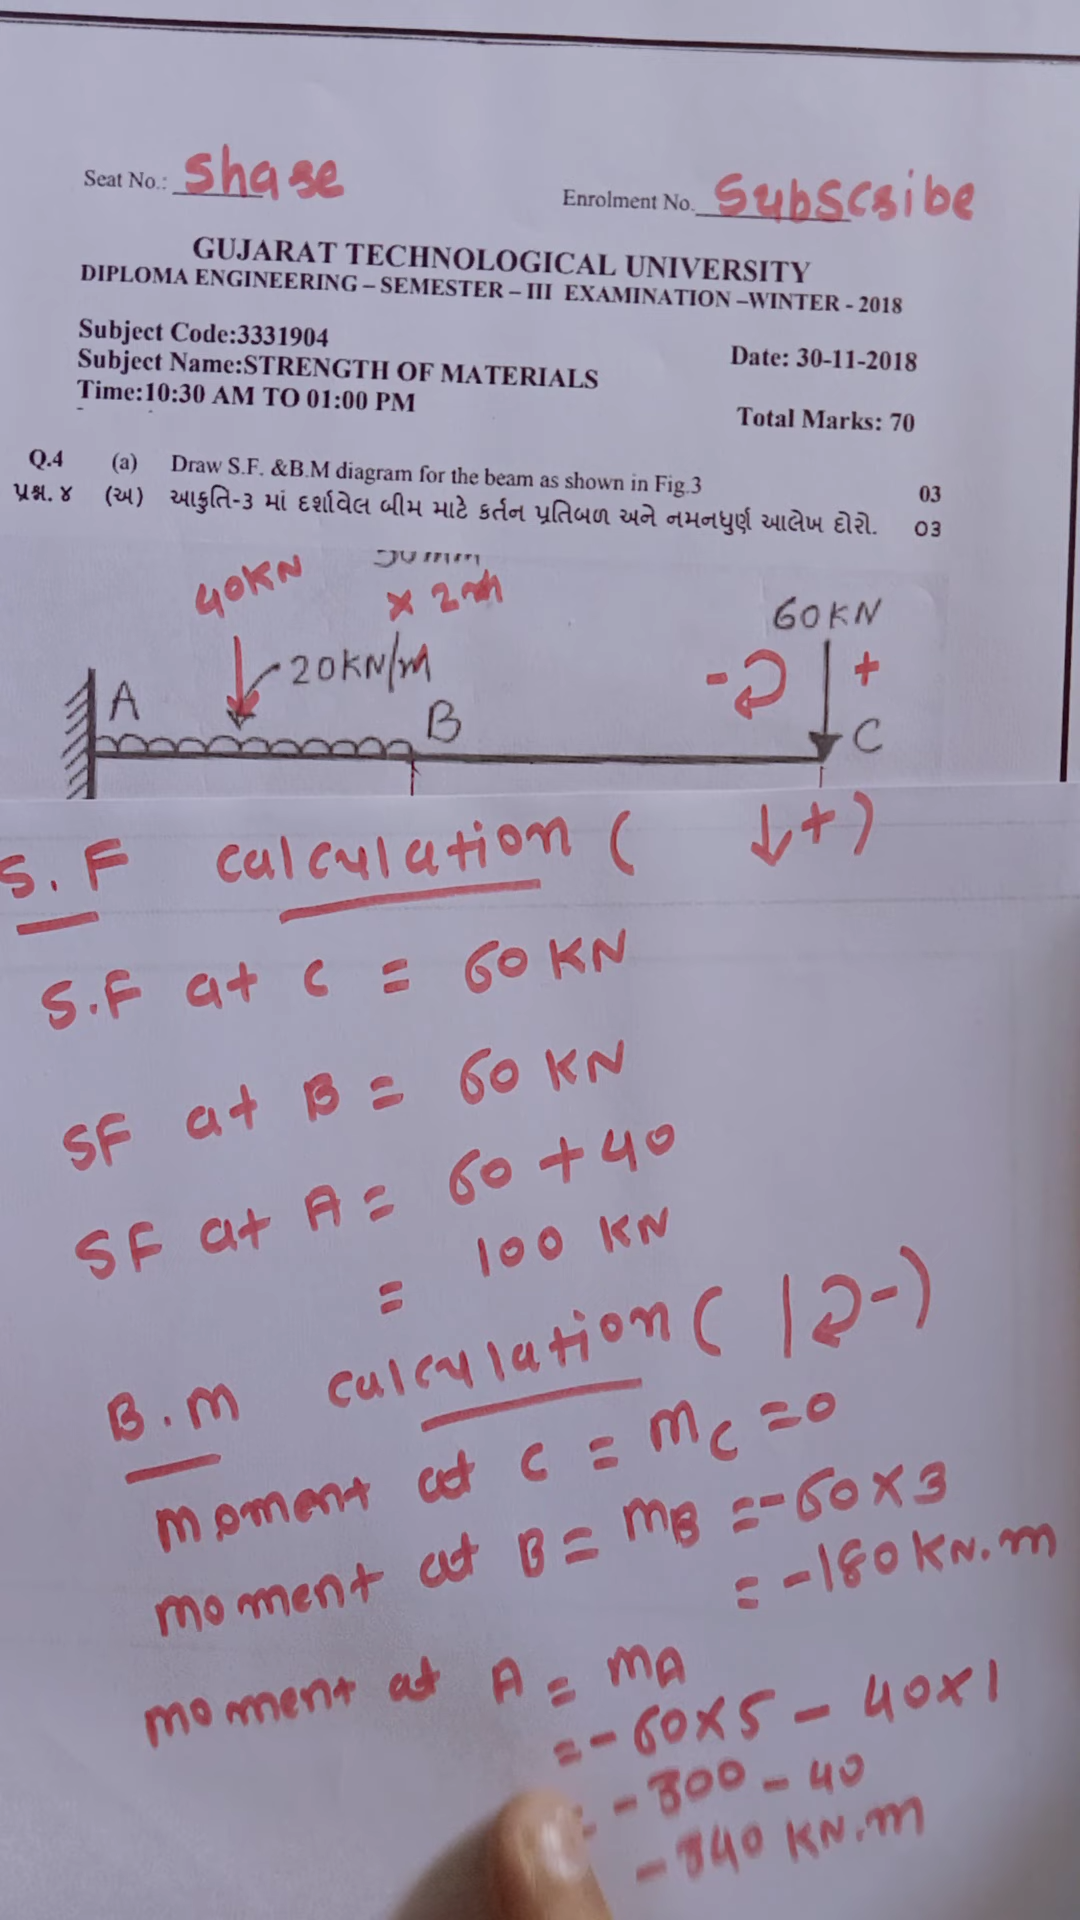 Seat No.: Shase
Enrolment No. Subscsibe
GUJARAT TECHNOLOGICAL UNIVERSITY
DIPLOMA ENGINEERING – SEMESTER – III EXAMINATION –WINTER - 2018
Subject Code:3331904
Date: 30-11-2018
Subject Name:STRENGTH OF MATERIALS
Time:10:30 AM TO 01:00 PM
Total Marks: 70
Q.4 (a) Draw S.F. &B.M diagram for the beam as shown in Fig.3 03
પ્રશ્ન. ૪ (અ) આકૃતિ-૩ માં દર્શાવેલ બીમ માટે કર્તન પ્રતિબળ અને નમનઘુર્ણ આલેખ દોરો. ૦૩
40KN
× 2m
60KN
20KN/m
- +
A
B
C
S.F calculation ( ↓+)
S.F at C = 60 KN
SF at B = 60 KN
SF at A = 60 + 40
= 100 KN
B.M calculation ( | -)
moment at C = MC = 0
moment at B = MB = -60×3
= -180 KN.m
moment at A = MA
= -60×5 - 40×1
= -300 - 40
-340 KN.m